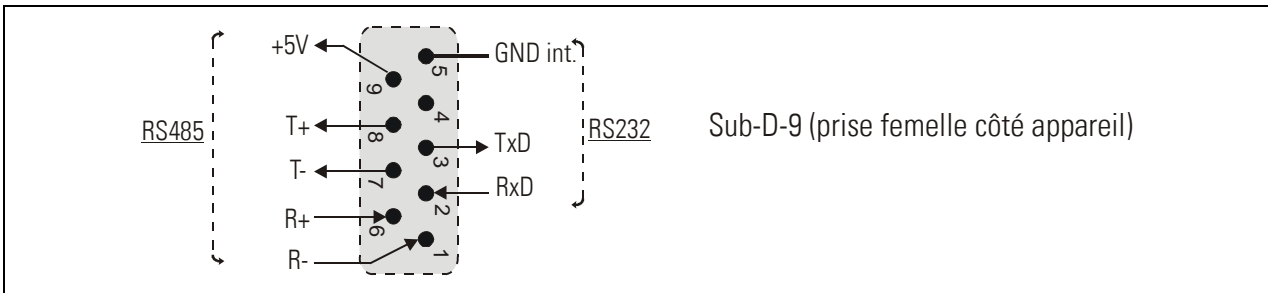 +5V
GND int.
5
9
4
RS485
T+
8
TxD
RS232
Sub-D-9 (prise femelle côté appareil)
3
T-
7
RxD
2
R+
6
R-
1